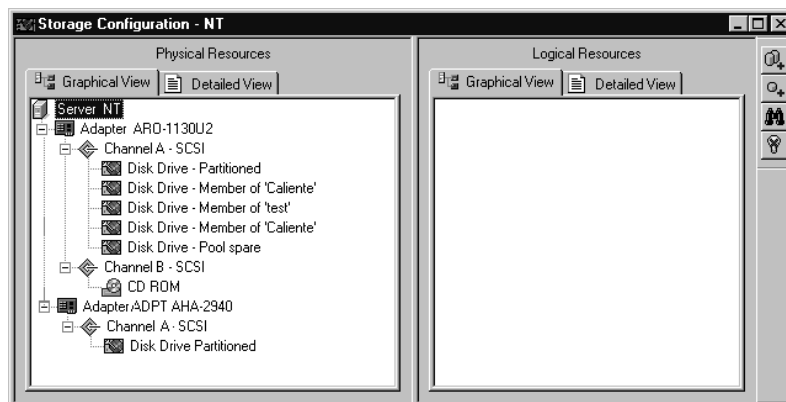 Storage Configuration - NT
Physical Resources
Graphical View
Detailed View
Server NT
Adapter ARO-1130U2
Channel A - SCSI
Disk Drive - Partitioned
Disk Drive - Member of 'Caliente'
Disk Drive - Member of 'test'
Disk Drive - Member of 'Caliente'
Disk Drive - Pool spare
Channel B - SCSI
CD ROM
Adapter ADPT AHA-2940
Channel A - SCSI
Disk Drive Partitioned
Logical Resources
Graphical View
Detailed View